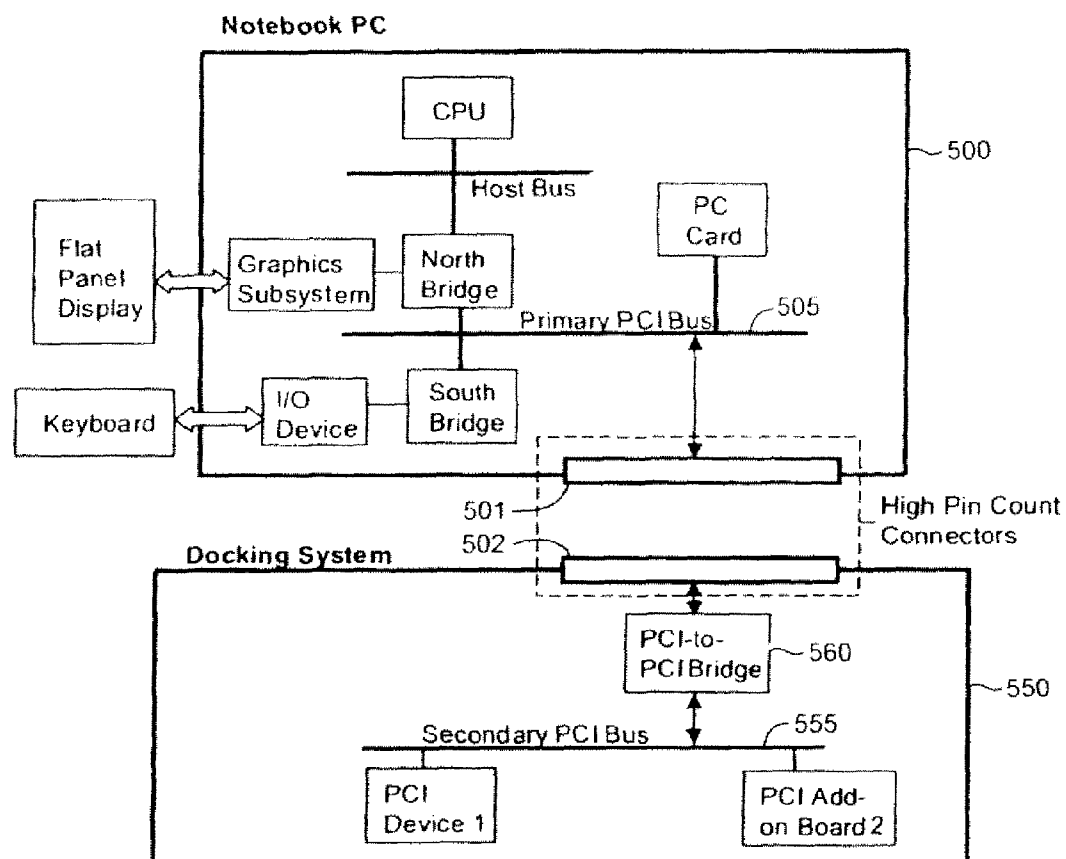 Notebook PC
CPU
500
Host Bus
PC
Card
Flat
Panel
Display
Graphics
Subsystem
North
Bridge
Primary PCI Bus
505
Keyboard
I/O
Device
South
Bridge
501
High Pin Count
Connectors
502
Docking System
PCI-to-
PCI Bridge
560
550
Secondary PCI Bus
555
PCI
Device 1
PCI Add-
on Board 2